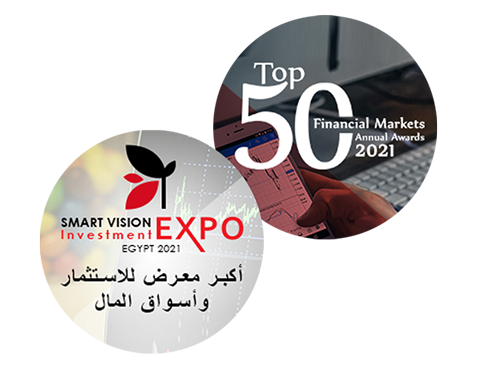 Top
50
Financial Markets
Annual Awards
2021
SMART VISION
Investment
EXPO
EGYPT 2021
أكبر معرض للاستثمار
وأسواق المال